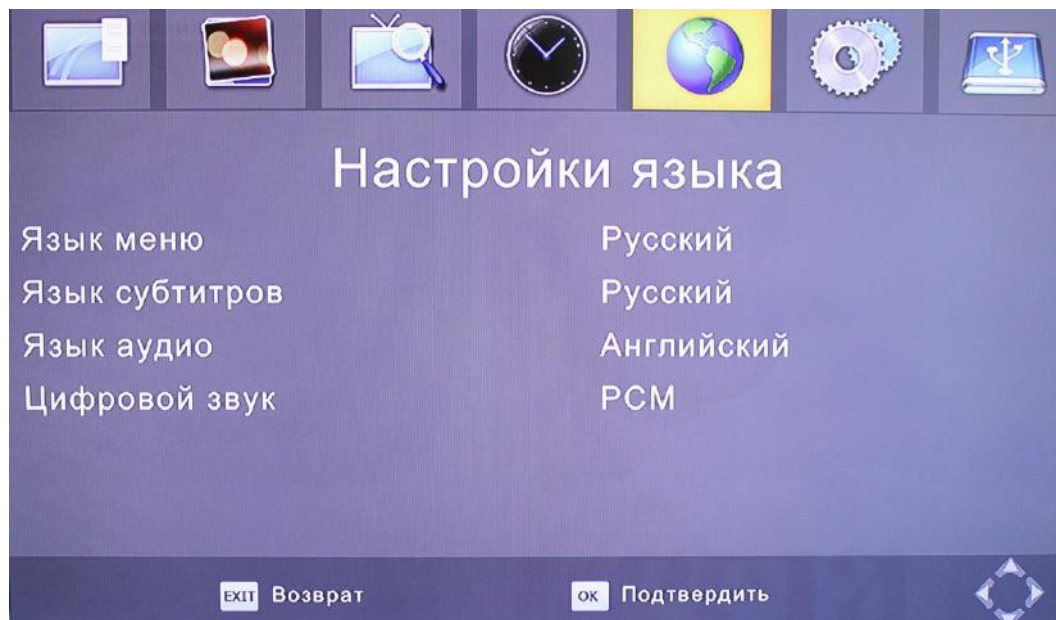 Настройки языка
Язык меню Русский
Язык субтитров Русский
Язык аудио Английский
Цифровой звук PCM
EXIT Возврат OK Подтвердить